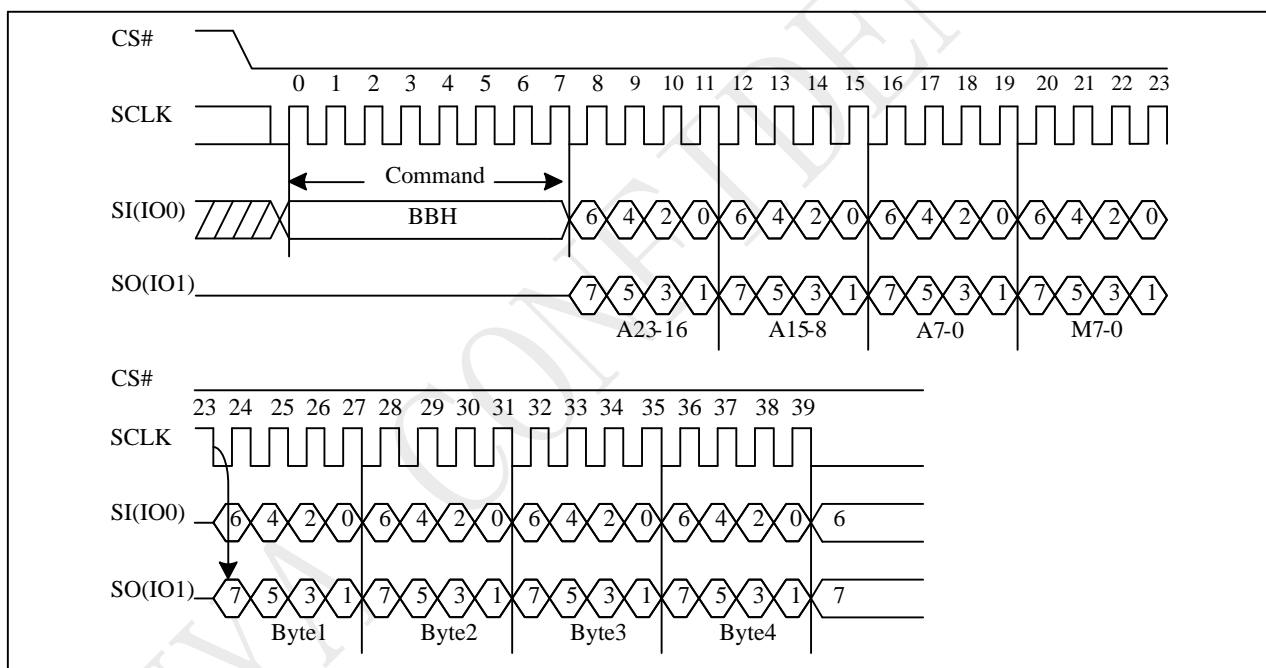 CS#
0 1 2 3 4 5 6 7 8 9 10 11 12 13 14 15 16 17 18 19 20 21 22 23
SCLK
Command
SI(IO0) BBH 6 4 2 0 6 4 2 0 6 4 2 0 6 4 2 0
SO(IO1) 7 5 3 1 7 5 3 1 7 5 3 1 7 5 3 1
A23-16 A15-8 A7-0 M7-0
CS#
23 24 25 26 27 28 29 30 31 32 33 34 35 36 37 38 39
SCLK
SI(IO0) 6 4 2 0 6 4 2 0 6 4 2 0 6 4 2 0 6
SO(IO1) 7 5 3 1 7 5 3 1 7 5 3 1 7 5 3 1 7
Byte1 Byte2 Byte3 Byte4